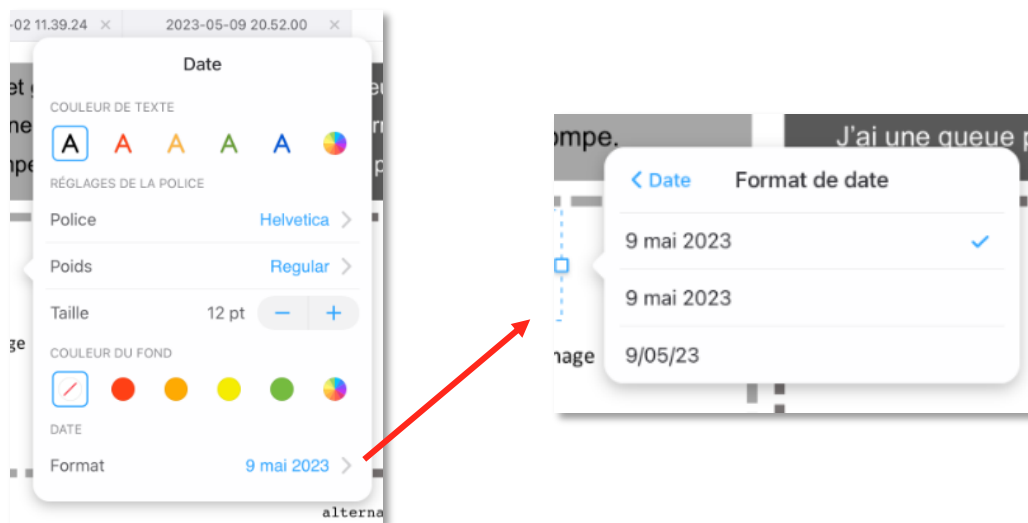 -02 11.39.24 × 2023-05-09 20.52.00 ×
Date
et
COULEUR DE TEXTE
ne
A A A A A
RÉGLAGES DE LA POLICE
Police Helvetica
Poids Regular
Taille 12 pt − +
ge
COULEUR DU FOND
DATE
Format 9 mai 2023
alterna
ompe.
J'ai une queue p
Date Format de date
9 mai 2023
9 mai 2023
nage
9/05/23